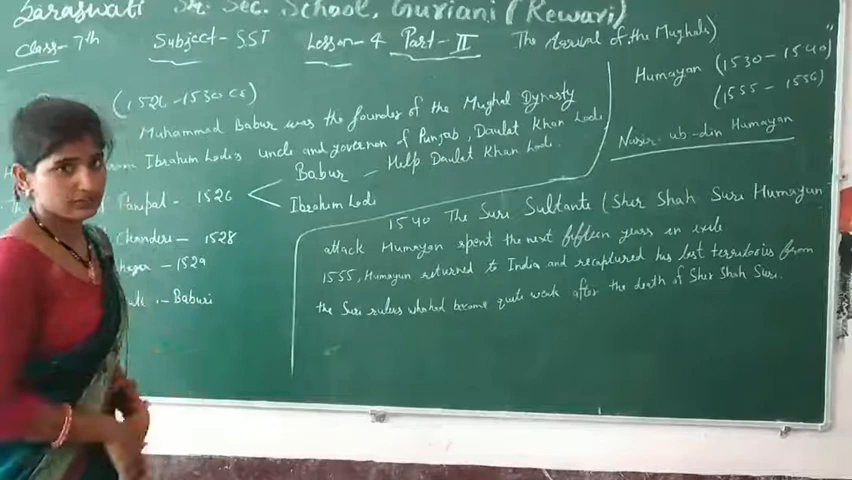 Saraswati Sr. Sec. School, Guriani (Rewari)
Class- 7th Subject- SST Lesson- 4 Part- II The Arrival of the Mughals)
(1526-1530 CE)
Muhammad Babur was the founder of the Mughal Dynasty
Ibrahim Lodi's uncle and governor of Punjab, Daulat Khan Lodi
Babur - Help Daulat Khan Lodi.
Panipat - 1526
Ibrahim Lodi
Chanderi - 1528
- 1529
:- Baburi
Humayan (1530-1540)
(1555-1556)
Nasir-ub-din Humayan
1540 The Suri Sultante (Sher Shah Suri Humayun
attack Humayon spent the next fifteen years in exile
1555, Humayun returned to India and recaptured his lost territories from
the Suri rulers who had become quite weak after the death of Sher Shah Suri.